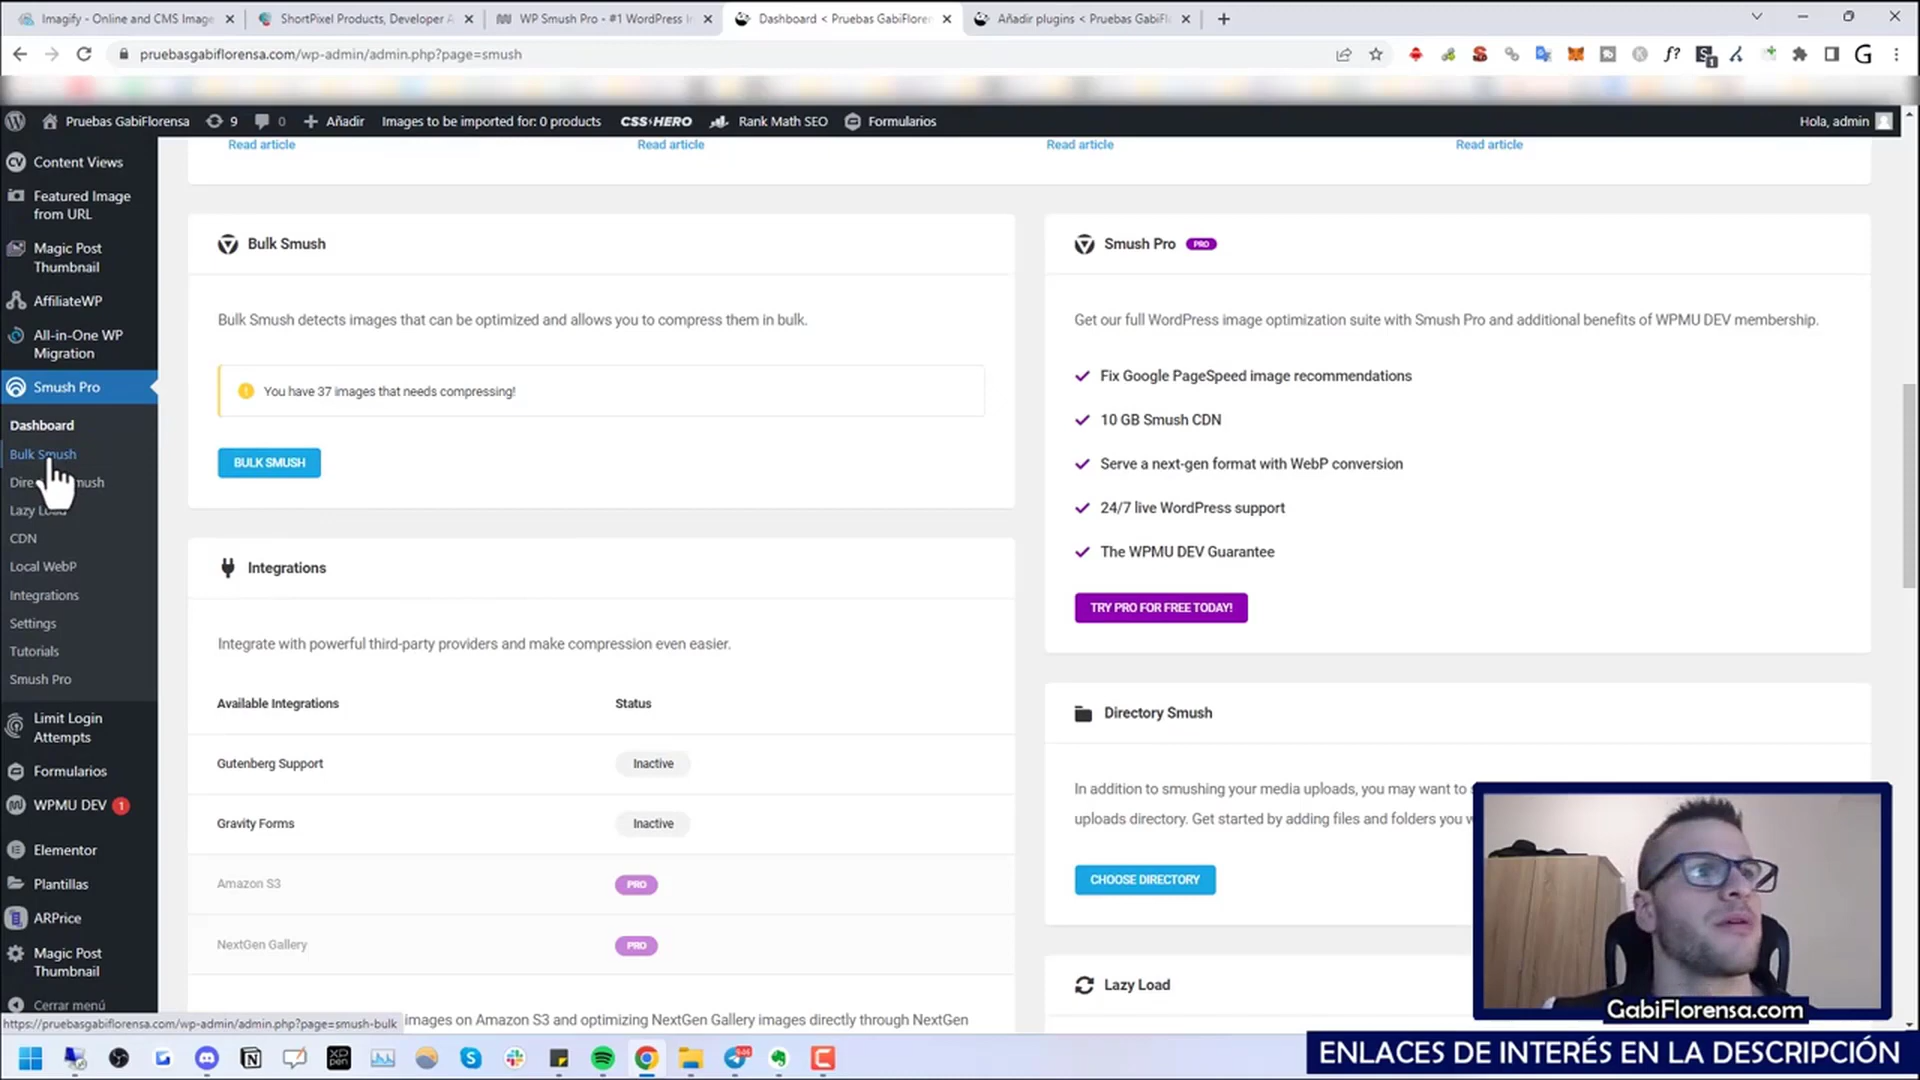 Imagify - Online and CMS Image
ShortPixel Products, Developer A
WP Smush Pro - #1 WordPress I
Dashboard < Pruebas GabiFloren
Añadir plugins < Pruebas GabiFl
pruebasgabiflorensa.com/wp-admin/admin.php?page=smush
Pruebas GabiFlorensa
9
0
Añadir
Images to be imported for: 0 products
CSS HERO
Rank Math SEO
Formularios
Hola, admin
Content Views
Featured Image
from URL
Magic Post
Thumbnail
AffiliateWP
All-in-One WP
Migration
Smush Pro
Dashboard
Bulk Smush
Lazy
CDN
Local WebP
Integrations
Settings
Tutorials
Smush Pro
Limit Login
Attempts
Formularios
WPMU DEV 1
Elementor
Plantillas
ARPrice
Magic Post
Thumbnail
Cerrar menú
Read article
Read article
Read article
Read article
Bulk Smush
Bulk Smush detects images that can be optimized and allows you to compress them in bulk.
You have 37 images that needs compressing!
BULK SMUSH
Integrations
Integrate with powerful third-party providers and make compression even easier.
Available Integrations
Status
Gutenberg Support
Inactive
Gravity Forms
Inactive
Amazon S3
PRO
NextGen Gallery
PRO
images on Amazon S3 and optimizing NextGen Gallery images directly through NextGen
Smush Pro PRO
Get our full WordPress image optimization suite with Smush Pro and additional benefits of WPMU DEV membership.
Fix Google PageSpeed image recommendations
10 GB Smush CDN
Serve a next-gen format with WebP conversion
24/7 live WordPress support
The WPMU DEV Guarantee
TRY PRO FOR FREE TODAY!
Directory Smush
In addition to smushing your media uploads, you may want to
uploads directory. Get started by adding files and folders you
CHOOSE DIRECTORY
Lazy Load
https://pruebasgabiflorensa.com/wp-admin/admin.php?page=smush-bulk
GabiFlorensa.com
ENLACES DE INTERÉS EN LA DESCRIPCIÓN